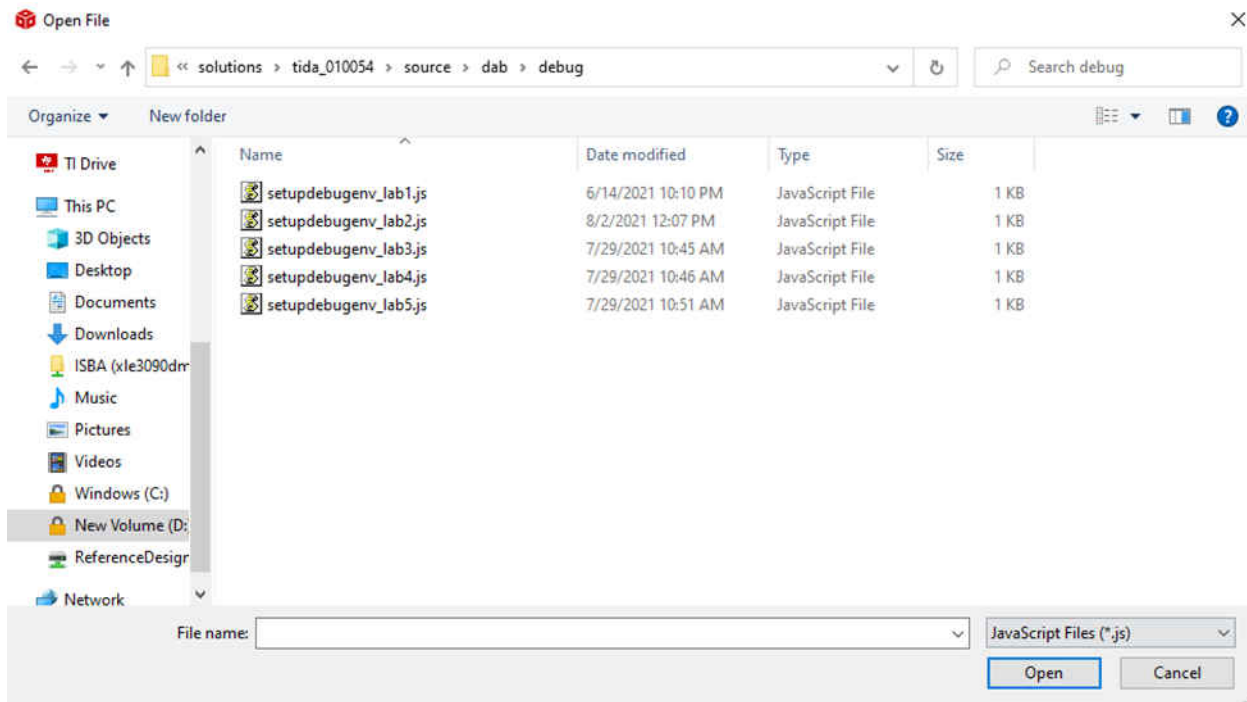 Open File
« solutions › tida_010054 › source › dab › debug
Search debug
Organize
New folder
Name
Date modified
Type
Size
TI Drive
This PC
3D Objects
Desktop
Documents
Downloads
ISBA (xle3090dm
Music
Pictures
Videos
Windows (C:)
New Volume (D:
ReferenceDesign
Network
setupdebugenv_lab1.js 6/14/2021 10:10 PM JavaScript File 1 KB
setupdebugenv_lab2.js 8/2/2021 12:07 PM JavaScript File 1 KB
setupdebugenv_lab3.js 7/29/2021 10:45 AM JavaScript File 1 KB
setupdebugenv_lab4.js 7/29/2021 10:46 AM JavaScript File 1 KB
setupdebugenv_lab5.js 7/29/2021 10:51 AM JavaScript File 1 KB
File name:
JavaScript Files (*.js)
Open
Cancel